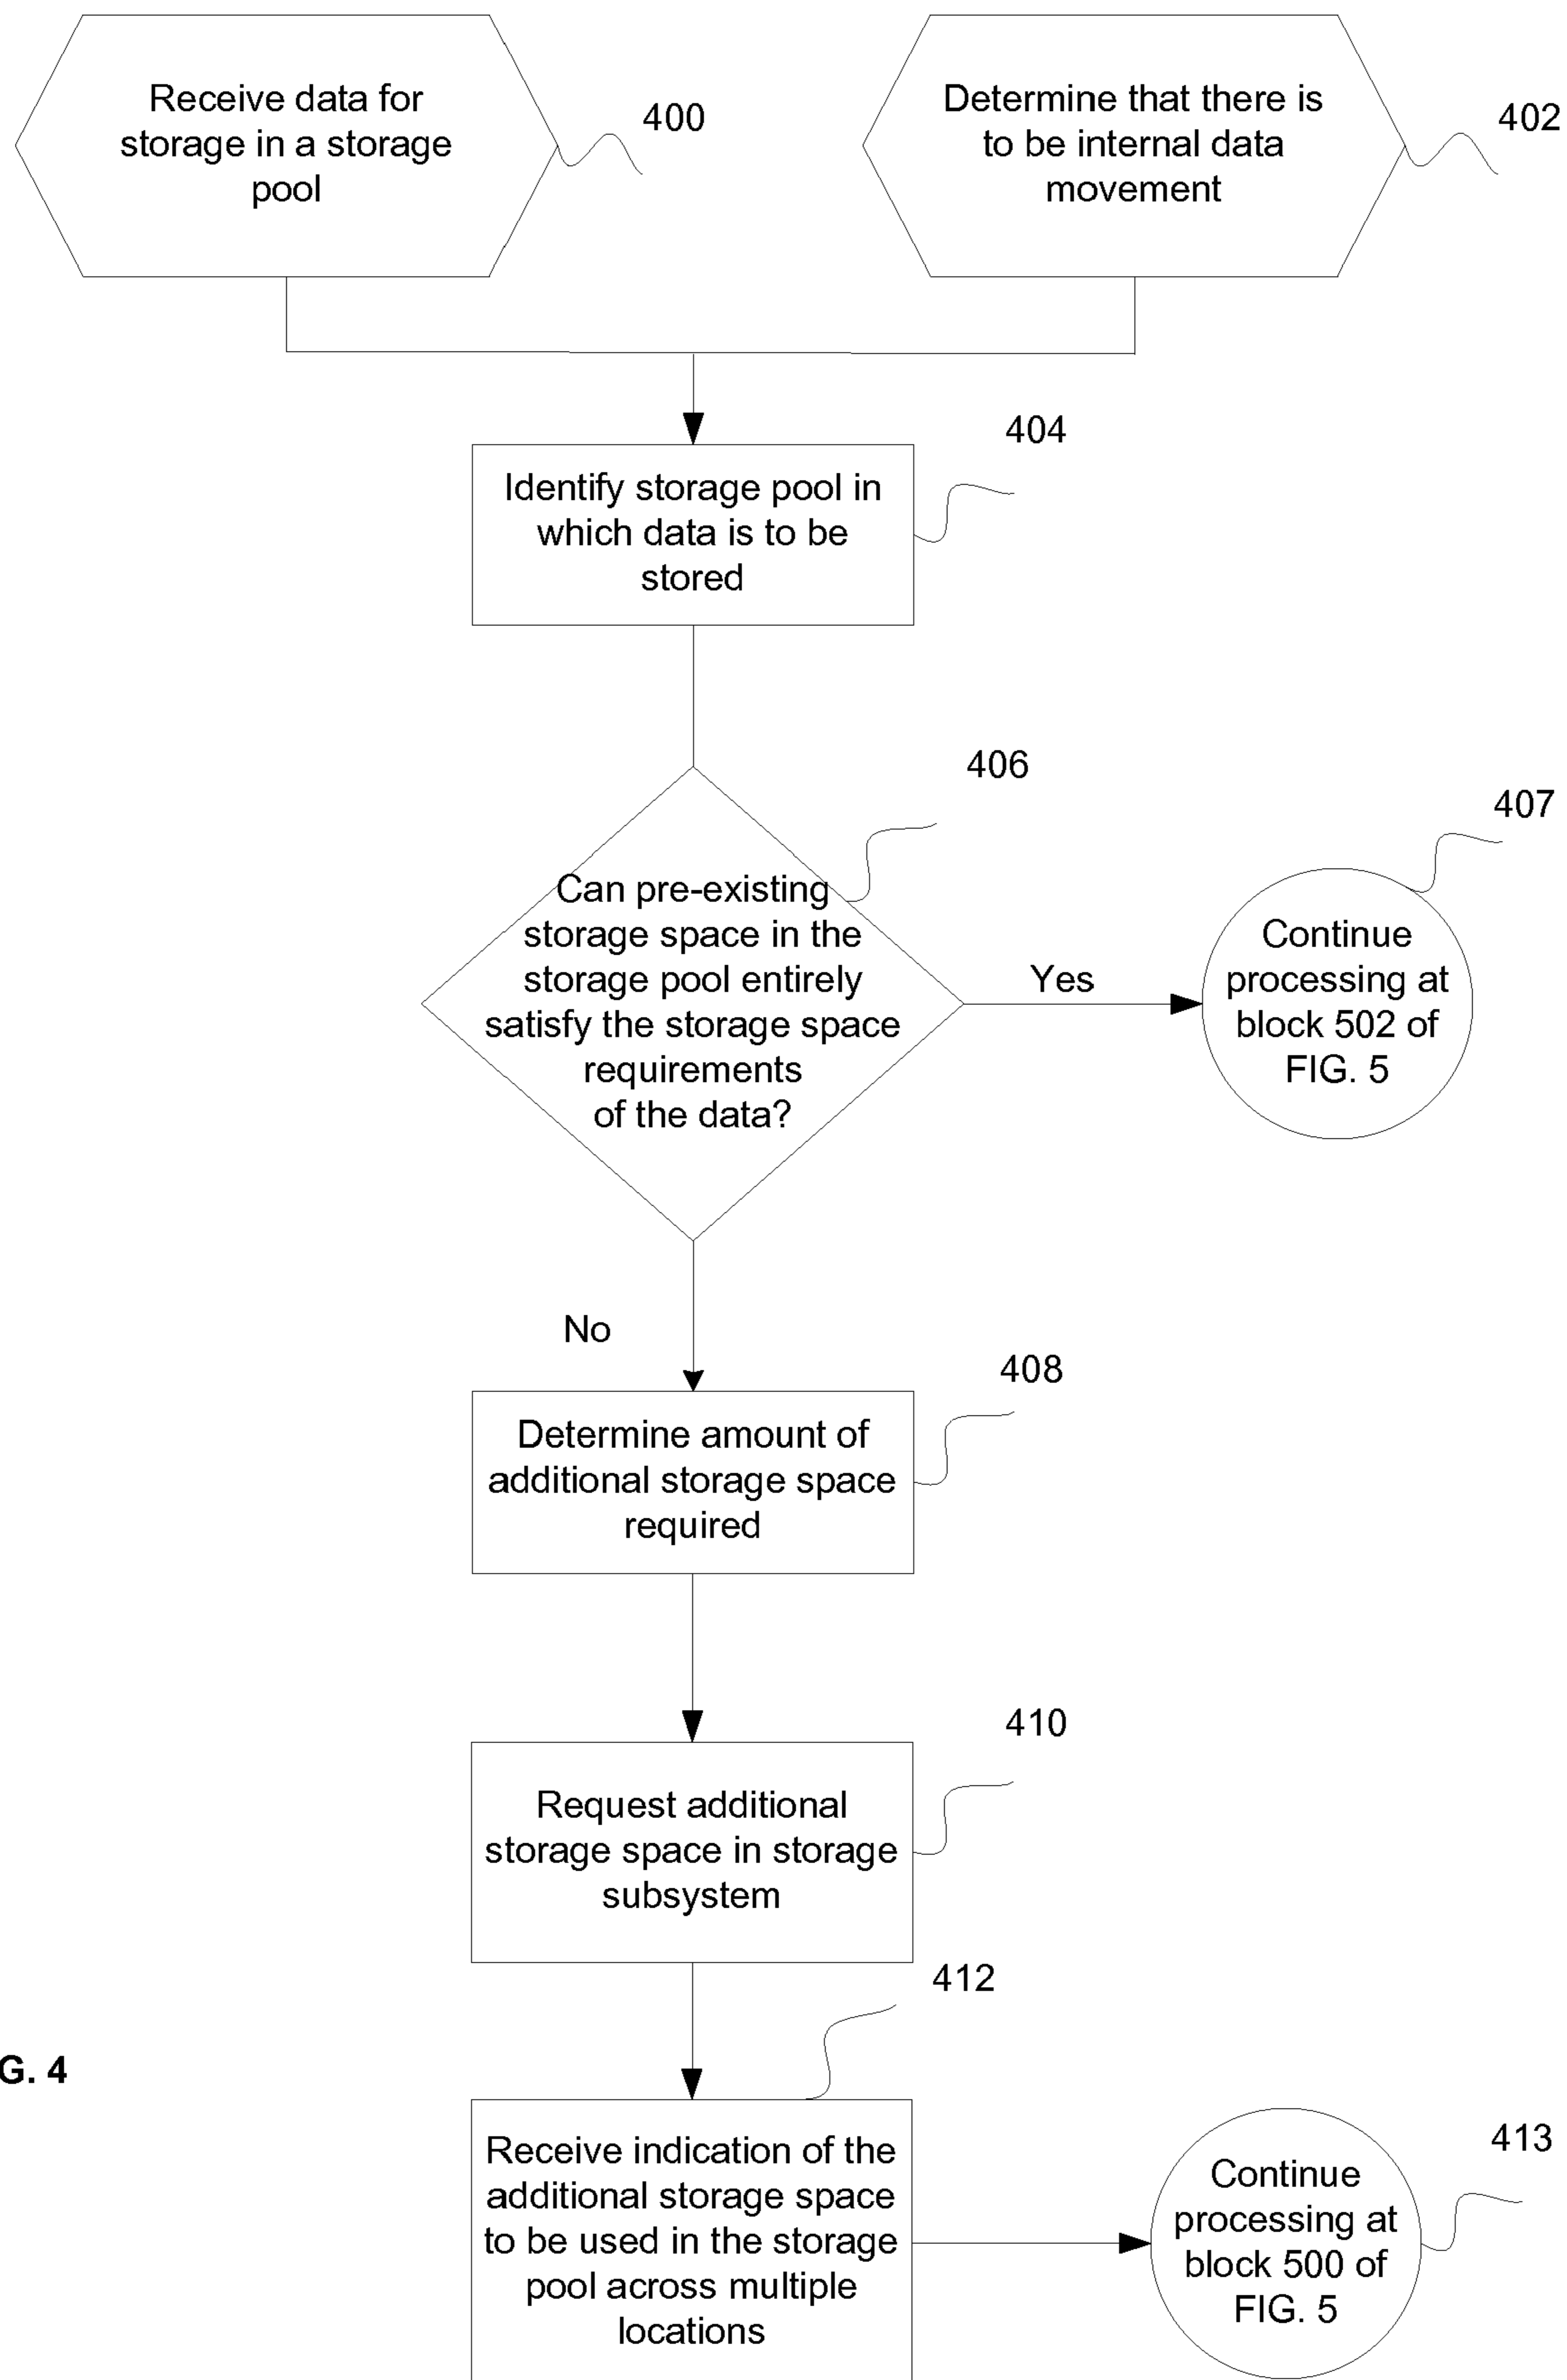 Receive data for
storage in a storage
pool
400
Determine that there is
to be internal data
movement
402
404
Identify storage pool in
which data is to be
stored
406
Can pre-existing
storage space in the
storage pool entirely
satisfy the storage space
requirements
of the data?
Yes
407
Continue
processing at
block 502 of
FIG. 5
No
408
Determine amount of
additional storage space
required
410
Request additional
storage space in storage
subsystem
412
G. 4
Receive indication of the
additional storage space
to be used in the storage
pool across multiple
locations
413
Continue
processing at
block 500 of
FIG. 5